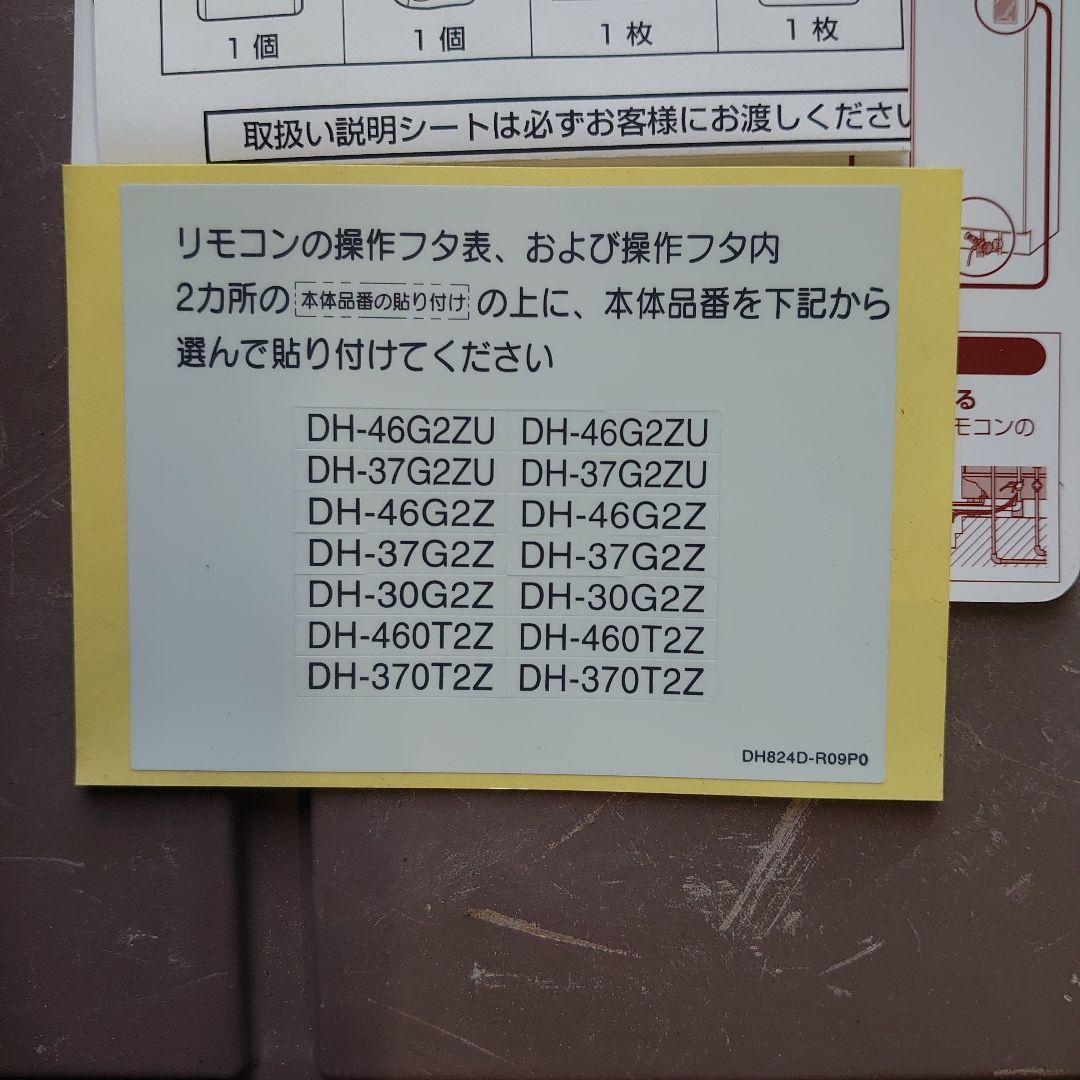 1個 1個 1枚 1枚
取扱い説明シートは必ずお客様にお渡しください
リモコンの操作フタ表、および操作フタ内
2カ所の 本体品番の貼り付け の上に、本体品番を下記から
選んで貼り付けてください
DH-46G2ZU DH-46G2ZU
DH-37G2ZU DH-37G2ZU
DH-46G2Z DH-46G2Z
DH-37G2Z DH-37G2Z
DH-30G2Z DH-30G2Z
DH-460T2Z DH-460T2Z
DH-370T2Z DH-370T2Z
DH824D-R09P0
る
モコンの